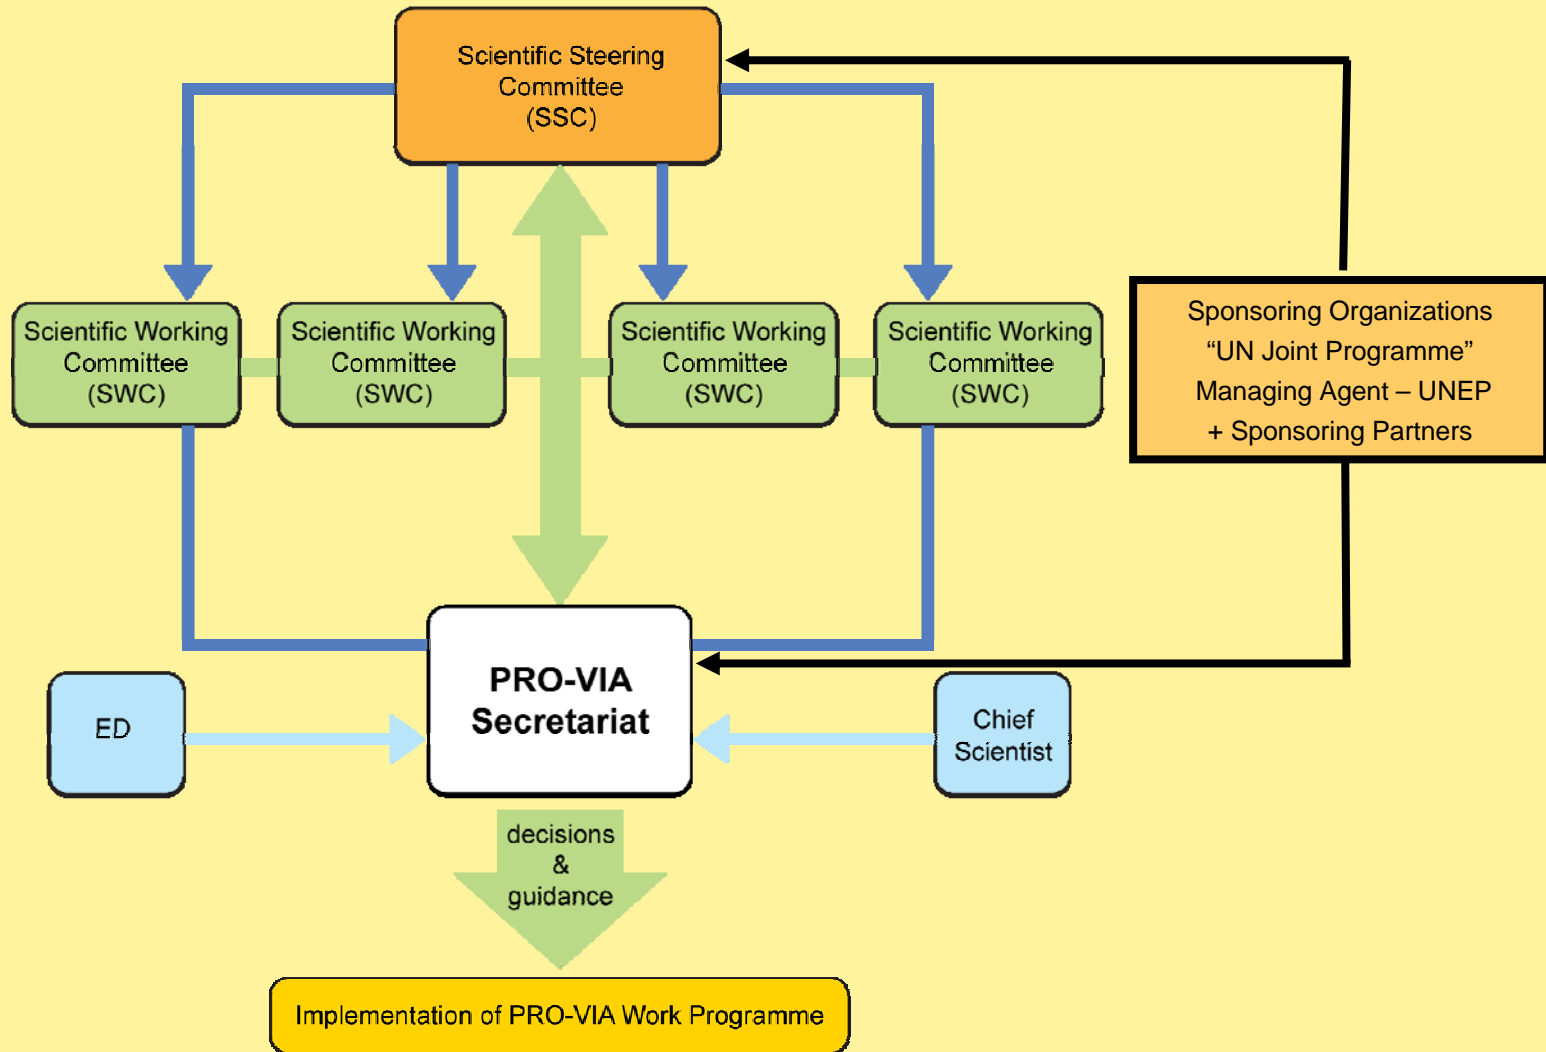 Scientific Steering
Committee
(SSC)
Scientific Working
Committee
(SWC)
Scientific Working
Committee
(SWC)
Scientific Working
Committee
(SWC)
Scientific Working
Committee
(SWC)
Sponsoring Organizations
“UN Joint Programme”
Managing Agent – UNEP
+ Sponsoring Partners
ED
PRO-VIA
Secretariat
Chief
Scientist
decisions
&
guidance
Implementation of PRO-VIA Work Programme